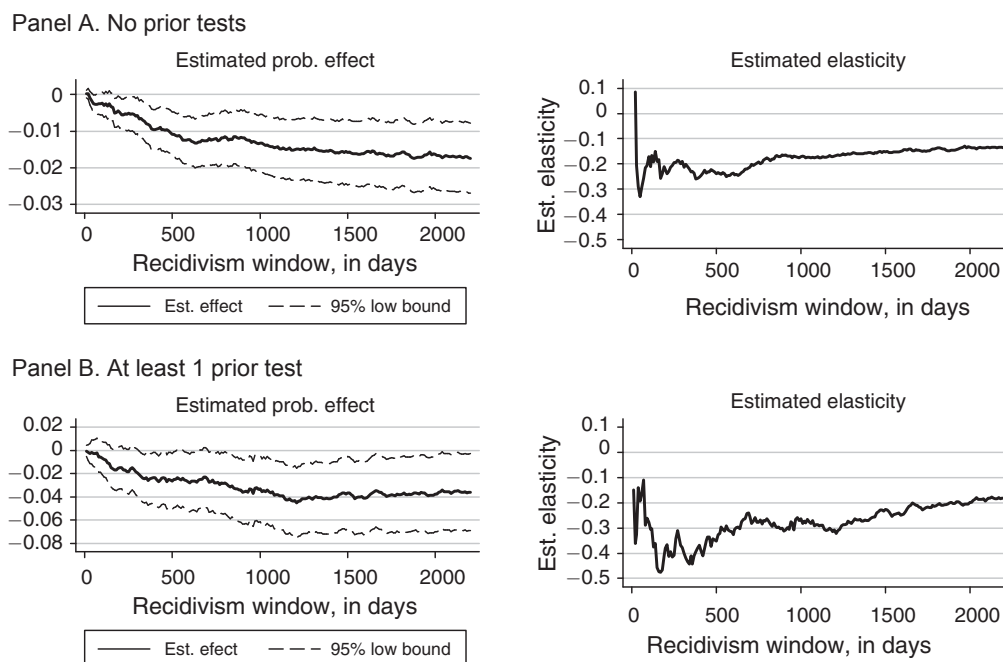 Panel A. No prior tests
Estimated prob. effect
0
−0.01
−0.02
−0.03
0 500 1000 1500 2000
Recidivism window, in days
Est. effect 95% low bound
Estimated elasticity
Est. elasticity
0.1
0
−0.1
−0.2
−0.3
−0.4
−0.5
0 500 1000 1500 2000
Recidivism window, in days
Panel B. At least 1 prior test
Estimated prob. effect
0.02
0
−0.02
−0.04
−0.06
−0.08
0 500 1000 1500 2000
Recidivism window, in days
Est. efect 95% low bound
Estimated elasticity
Est. elasticity
0.1
0
−0.1
−0.2
−0.3
−0.4
−0.5
0 500 1000 1500 2000
Recidivism window, in days